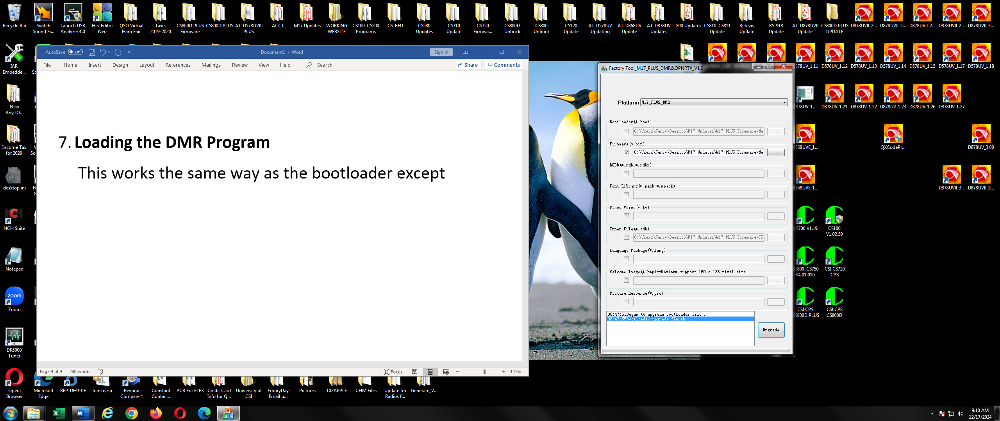 Recycle Bin
Switch Sound Fi...
Launch USB Analyzer 4.0
Hex Editor Neo
QSO Virtual Ham Fair
Taxes 2019-2020
CS800D PLUS Firmware
CS800D PLUS
AT-D578UVIII PLUS
ACCT
M17 Updates
WORKING WEBSITE
CS100-CS200 Programs
CS-BFD
CS580 Updates
CS710 Update
CS750 Firmwa...
CS800D Unbrick
CS800 Unbrick
CS120 Update
AT-D578UV Updating
AT-D868UV Update
AT-D878UV Updates
G90 Updates
CS810_CS811 Update
Retevis Update
RS-918 Update
AT-D878UVII Update
CS800D PLUS UPDATE
D878UVII_2...
D878UVII_2...
D878UVII_2...
D878UVII_2...
D878UVII_3...
IAR Embedde...
D578UV_1.12
D578UV_1.13
D578UV_1.14
D578UV_1.15
D578UV_1.17
D578UV_1.18
New AnyTO...
D878UV_1.21
D878UV_1.22
D878UV_1.23
D878UV_1.26
D878UV_1.27
Income Tax for 2020
868UVE_1...
QXCodePr...
D878UV_3.00
desktop.ini
868UVE_1...
D878UVII_3...
D878UVII_3...
NCH Suite
S700 V1.19
CS100 V1.02.50
Notepad
S800_CS750 R4.01.010
CSI CS720 CPS
Zoom
CSI CPS S800D PLUS
CSI CPS CS800D
DR5000 Tuner
AutoSave Off
Document1 - Word
Sign in
File Home Insert Design Layout References Mailings Review View Help Search Share Comments
7. Loading the DMR Program
This works the same way as the bootloader except
Page 9 of 9 280 words Focus 172%
Factory Tool_M17_PLUS_DMR&OPNRTX_V1.0
Platform M17_PLUS_DMR
Bootloader(*.boot)
C:\Users\Jerry\Desktop\M17 Updates\M17 PLUS Firmware\Ne ...
Firmware(*.bin)
C:\Users\Jerry\Desktop\M17 Updates\M17 PLUS Firmware\Ne ...
RCDB(*.rdb,*.rdbx)
...
Font Library(*.pack,*.mpack)
...
Fixed Voice(*.fv)
...
Tuner File(*.tdb)
C:\Users\Jerry\Desktop\M17 Updates\M17 PLUS Firmware\CS ...
Language Package(*.lang)
...
Welcome Image(*.bmp)--Maximum support 160 * 128 pixel size
...
Picture Resource(*.pic)
...
08:47:53Began to upgrade bootloader file...
08:47:55Bootloader upgrade finish...
Upgrade
Opera Browser
Microsoft Edge
BFP-DH910F
Joince.zip
Beyond Compare 4
Constant Contac...
PCB For FLEX
Credit Card Info for Q...
University of CSI
EmoryDay Email u...
Pictures
102APPLE
CHM Files
Update for Radios f...
Generate_V...
9:10 AM
12/17/2024